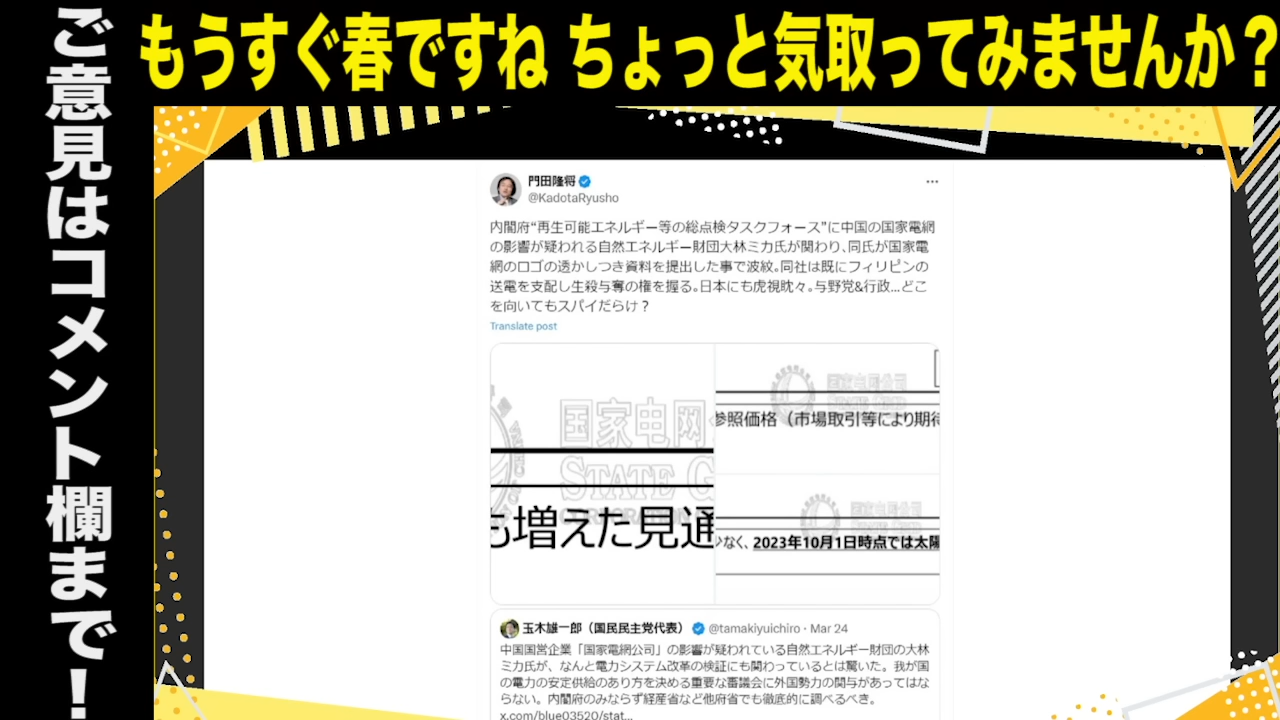 もうすぐ春ですね ちょっと気取ってみませんか？
ご意見はコメント欄まで！
門田隆将
@KadotaRyusho
内閣府“再生可能エネルギー等の総点検タスクフォース”に中国の国家電網
の影響が疑われる自然エネルギー財団大林ミカ氏が関わり、同氏が国家電
網のロゴの透かしつき資料を提出した事で波紋。同社は既にフィリピンの
送電を支配し生殺与奪の権を握る。日本にも虎視眈々。与野党&行政…どこ
を向いてもスパイだらけ？
Translate post
国家电网
STATE G
も増えた見通
国家电网公司
STATE GRID
参照価格（市場取引等により期待
国家电网公司
STATE GRID
少なく、2023年10月1日時点では太陽
玉木雄一郎（国民民主党代表） @tamakiyuichiro · Mar 24
中国国営企業「国家電網公司」の影響が疑われている自然エネルギー財団の大林
ミカ氏が、なんと電力システム改革の検証にも関わっているとは驚いた。我が国
の電力の安定供給のあり方を決める重要な審議会に外国勢力の関与があってはな
らない。内閣府のみならず経産省など他府省でも徹底的に調べるべき。
x.com/blue03520/stat...